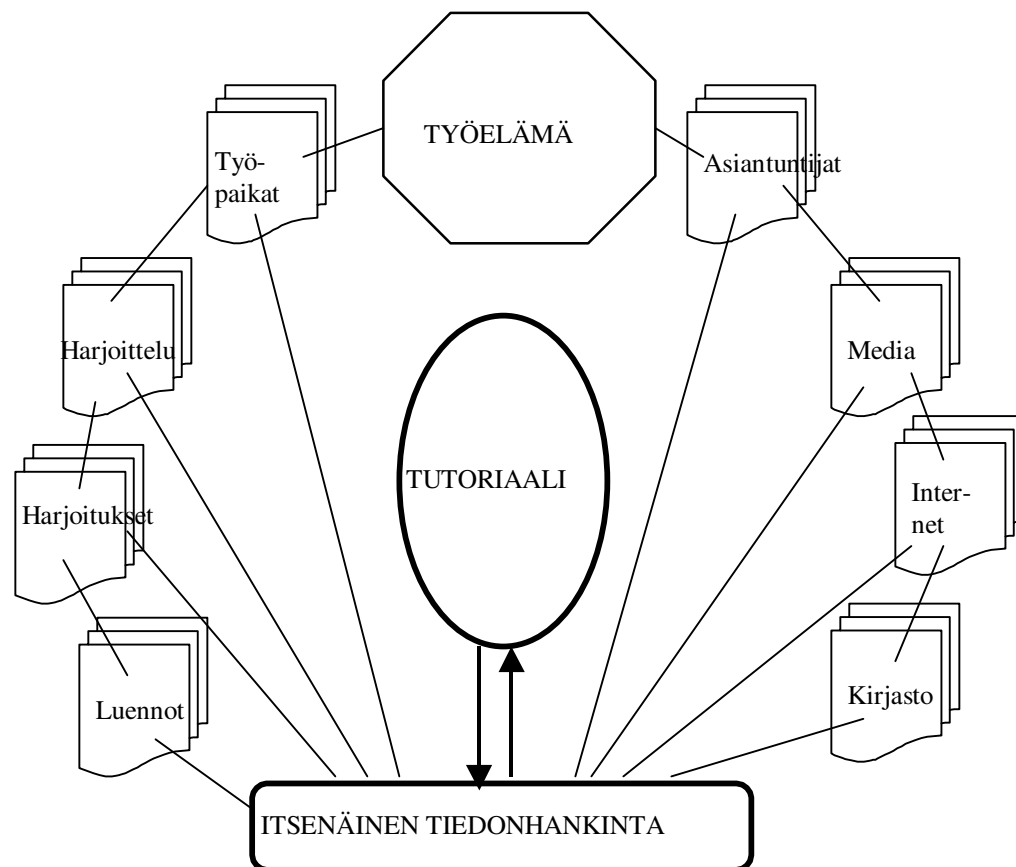 TYÖELÄMÄ
Työ-
paikat
Asiantuntijat
Harjoittelu
Media
TUTORIAALI
Harjoitukset
Inter-
net
Luennot
Kirjasto
ITSENÄINEN TIEDONHANKINTA